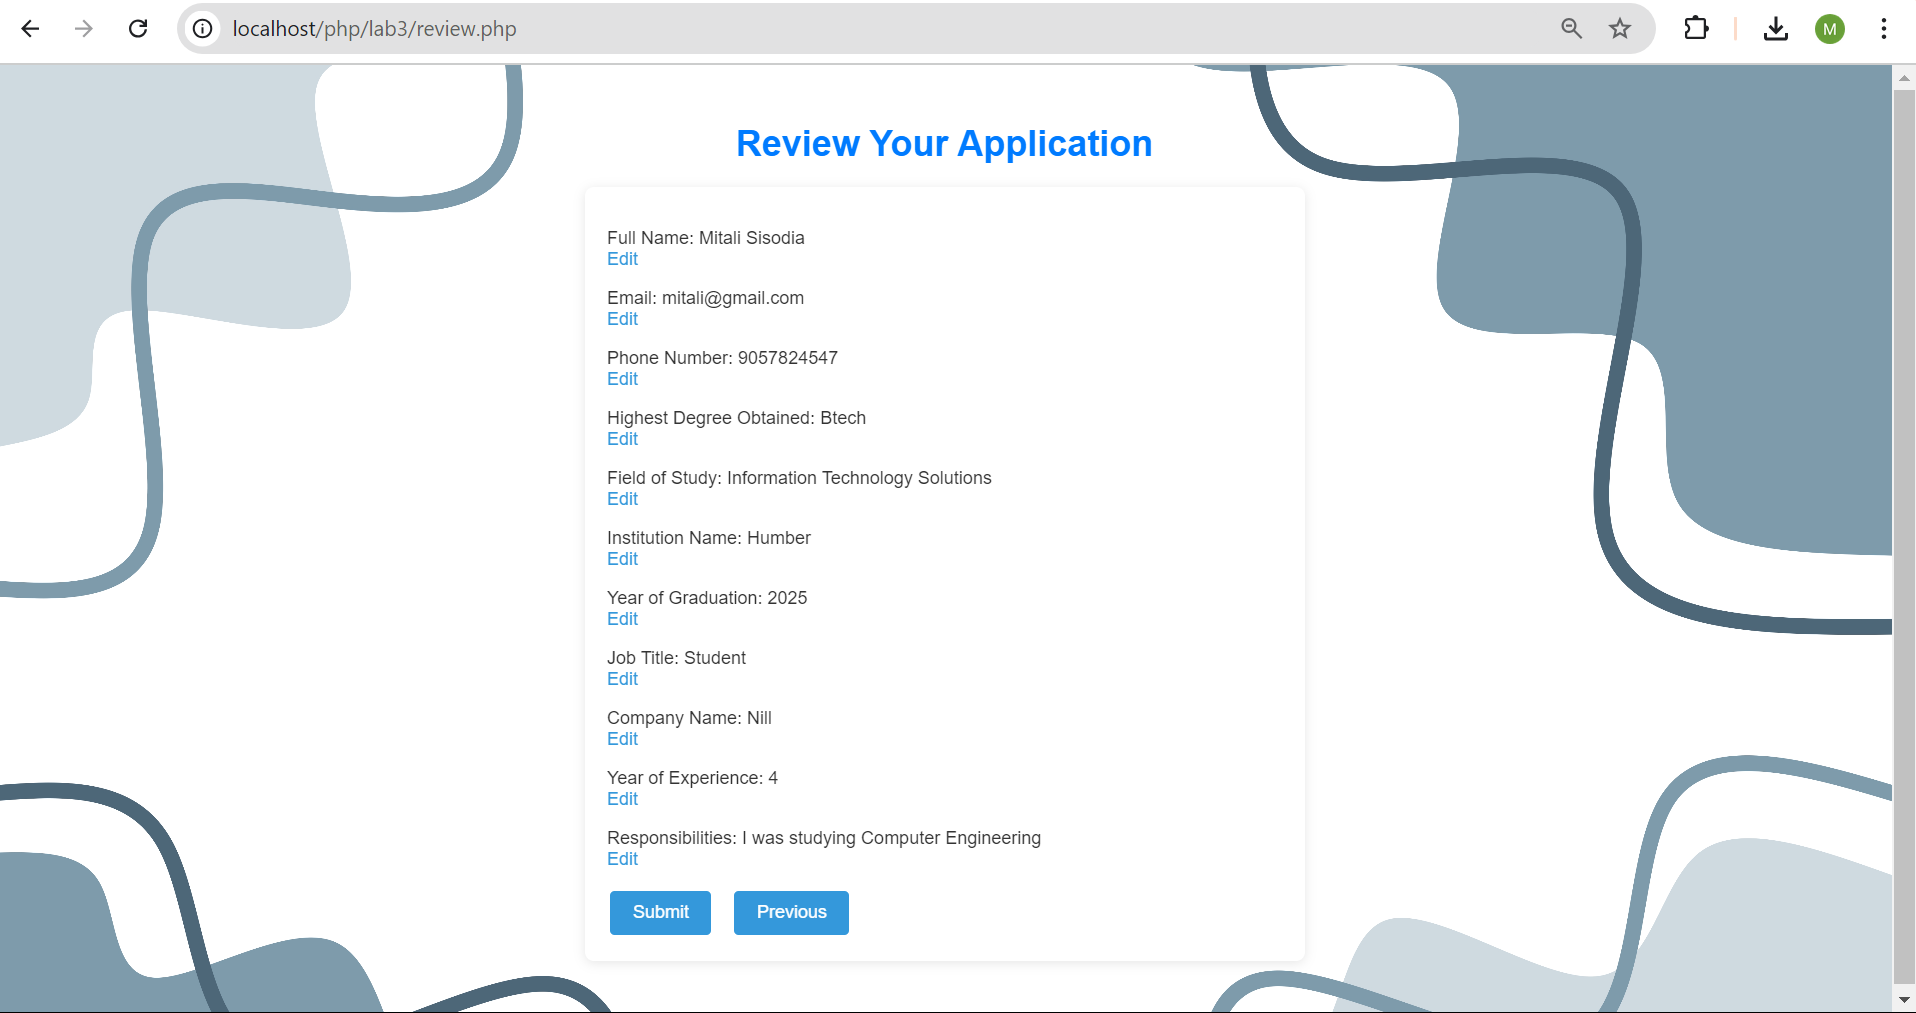 localhost/php/lab3/review.php
M
Review Your Application
Full Name: Mitali Sisodia
Edit
Email: mitali@gmail.com
Edit
Phone Number: 9057824547
Edit
Highest Degree Obtained: Btech
Edit
Field of Study: Information Technology Solutions
Edit
Institution Name: Humber
Edit
Year of Graduation: 2025
Edit
Job Title: Student
Edit
Company Name: Nill
Edit
Year of Experience: 4
Edit
Responsibilities: I was studying Computer Engineering
Edit
Submit Previous